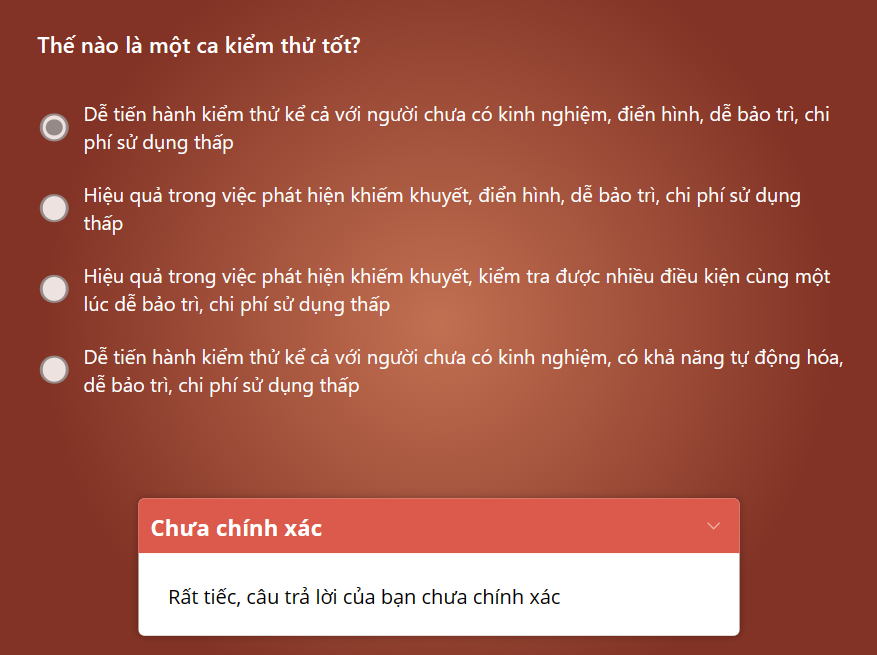 Thế nào là một ca kiểm thử tốt?
Dễ tiến hành kiểm thử kể cả với người chưa có kinh nghiệm, điển hình, dễ bảo trì, chi
phí sử dụng thấp
Hiệu quả trong việc phát hiện khiếm khuyết, điển hình, dễ bảo trì, chi phí sử dụng
thấp
Hiệu quả trong việc phát hiện khiếm khuyết, kiểm tra được nhiều điều kiện cùng một
lúc dễ bảo trì, chi phí sử dụng thấp
Dễ tiến hành kiểm thử kể cả với người chưa có kinh nghiệm, có khả năng tự động hóa,
dễ bảo trì, chi phí sử dụng thấp
Chưa chính xác
Rất tiếc, câu trả lời của bạn chưa chính xác